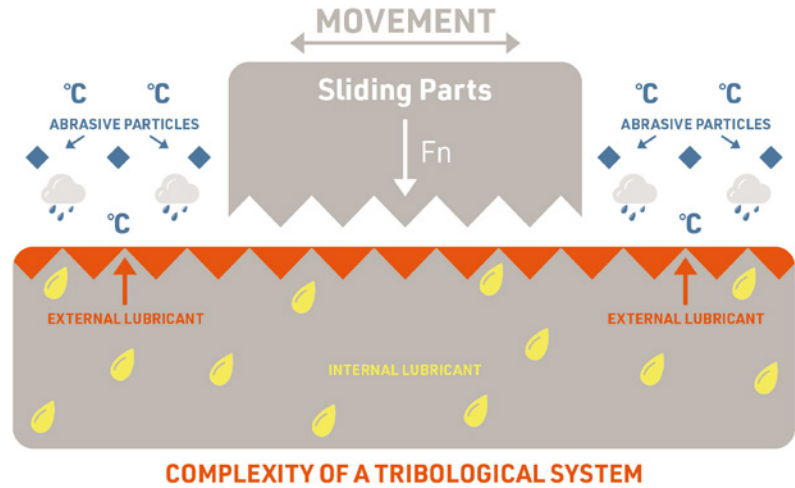 MOVEMENT
Sliding Parts
Fn
°C °C
ABRASIVE PARTICLES
°C
°C °C
ABRASIVE PARTICLES
°C
EXTERNAL LUBRICANT
EXTERNAL LUBRICANT
INTERNAL LUBRICANT
COMPLEXITY OF A TRIBOLOGICAL SYSTEM